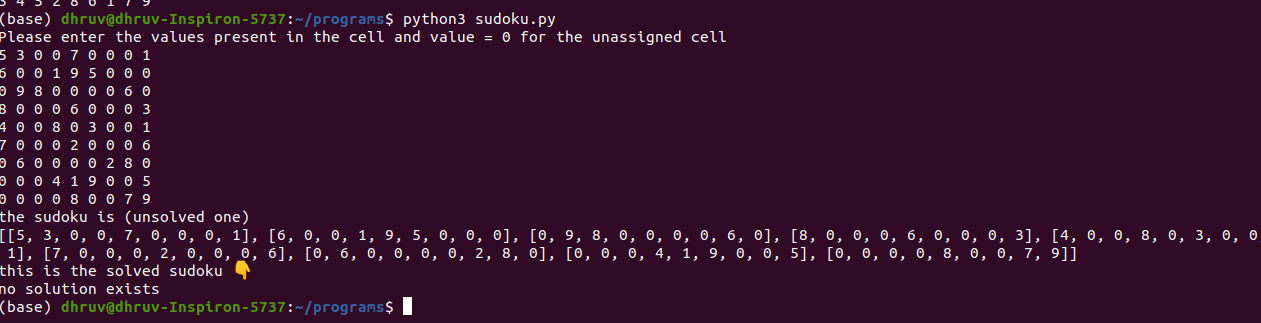 3 4 5 2 8 6 1 7 9
(base) dhruv@dhruv-Inspiron-5737:~/programs$ python3 sudoku.py
Please enter the values present in the cell and value = 0 for the unassigned cell
5 3 0 0 7 0 0 0 1
6 0 0 1 9 5 0 0 0
0 9 8 0 0 0 0 6 0
8 0 0 0 6 0 0 0 3
4 0 0 8 0 3 0 0 1
7 0 0 0 2 0 0 0 6
0 6 0 0 0 0 2 8 0
0 0 0 4 1 9 0 0 5
0 0 0 0 8 0 0 7 9
the sudoku is (unsolved one)
[[5, 3, 0, 0, 7, 0, 0, 0, 1], [6, 0, 0, 1, 9, 5, 0, 0, 0], [0, 9, 8, 0, 0, 0, 0, 6, 0], [8, 0, 0, 0, 6, 0, 0, 0, 3], [4, 0, 0, 8, 0, 3, 0, 0,
1], [7, 0, 0, 0, 2, 0, 0, 0, 6], [0, 6, 0, 0, 0, 0, 2, 8, 0], [0, 0, 0, 4, 1, 9, 0, 0, 5], [0, 0, 0, 0, 8, 0, 0, 7, 9]]
this is the solved sudoku 👇
no solution exists
(base) dhruv@dhruv-Inspiron-5737:~/programs$